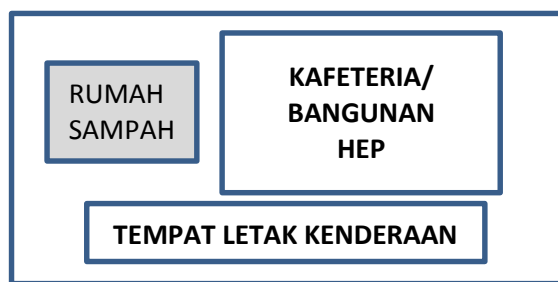 RUMAH
SAMPAH
KAFETERIA/
BANGUNAN
HEP
TEMPAT LETAK KENDERAAN